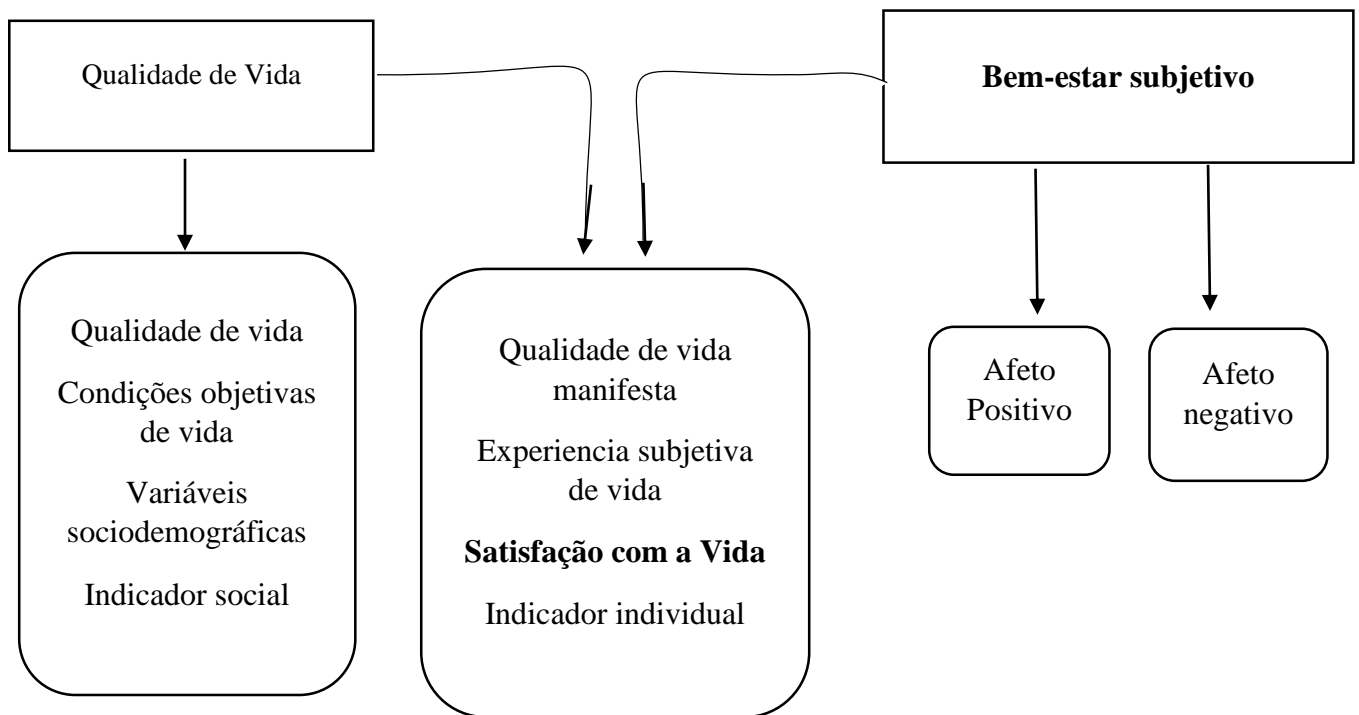 Qualidade de Vida
Bem-estar subjetivo
Qualidade de vida
Condições objetivas
de vida
Variáveis
sociodemográficas
Indicador social
Qualidade de vida
manifesta
Experiencia subjetiva
de vida
Satisfação com a Vida
Indicador individual
Afeto
Positivo
Afeto
negativo